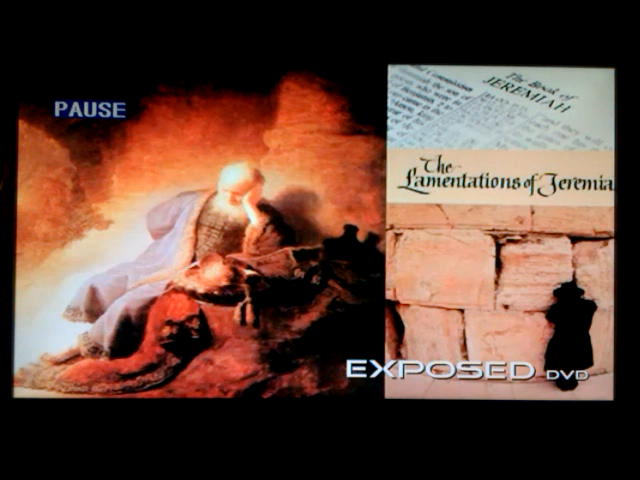 PAUSE
The Book of
JEREMIAH
The
Lamentations of Jeremia
EXPOSED DVD